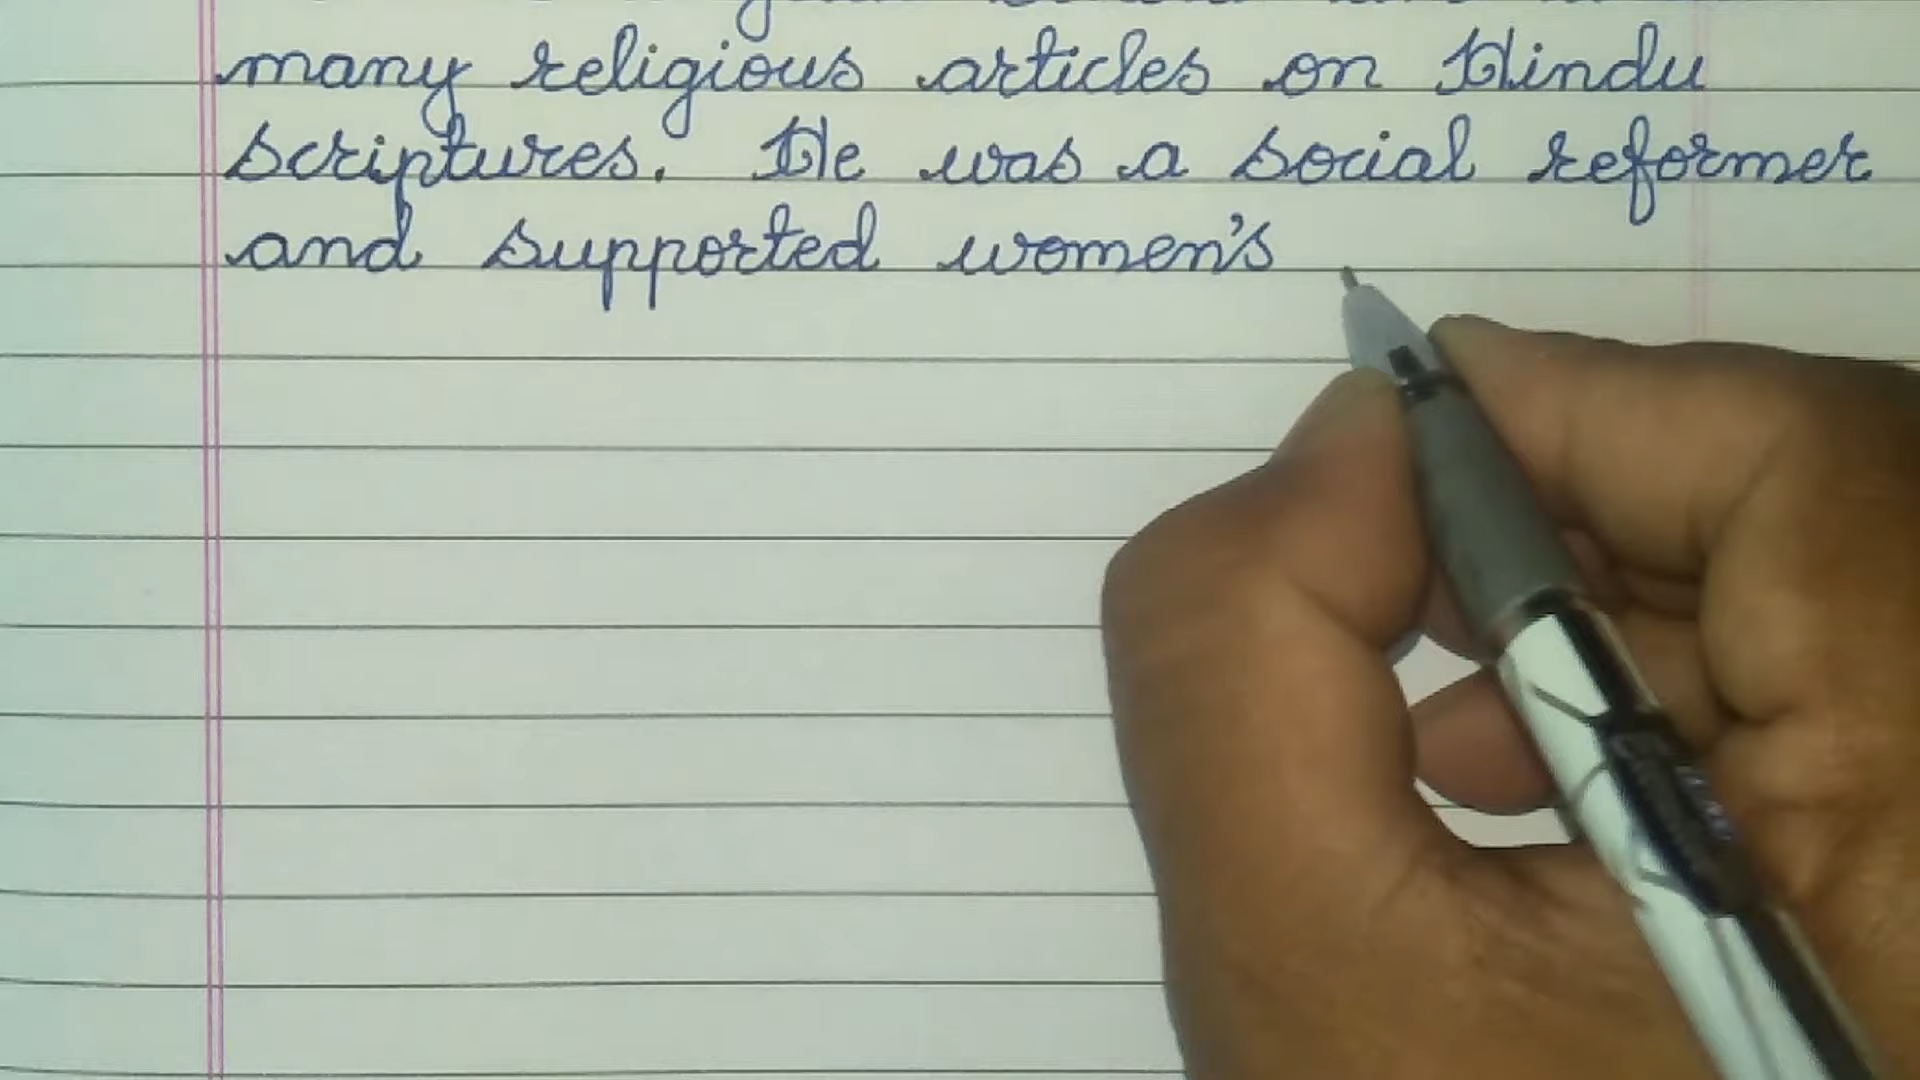 many religious articles on Hindu
scriptures. He was a social reformer
and supported women's